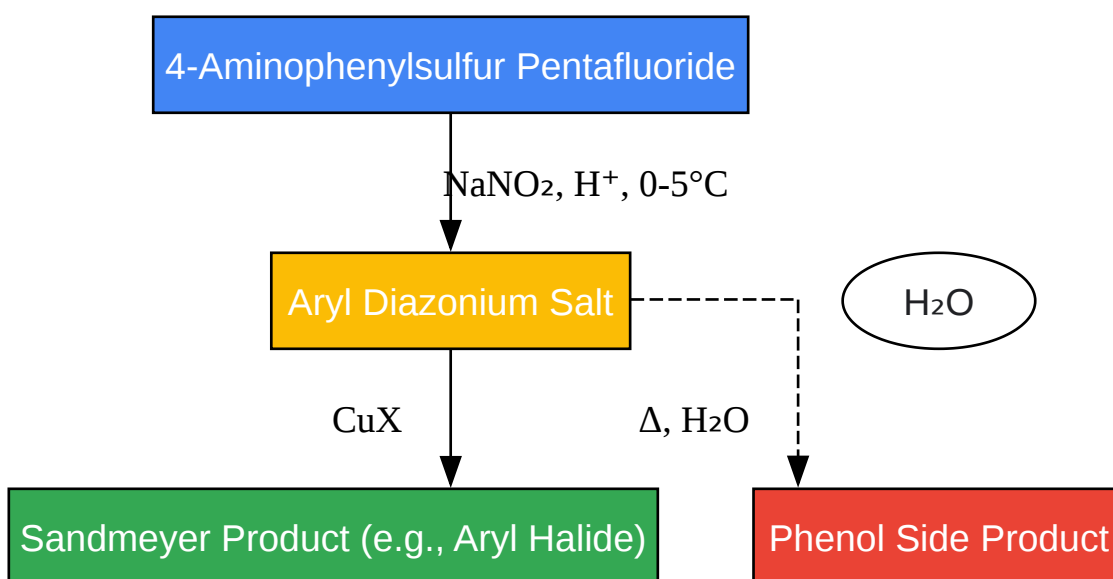 4-Aminophenylsulfur Pentafluoride
NaNO₂, H⁺, 0-5°C
Aryl Diazonium Salt
H₂O
CuX
Δ, H₂O
Sandmeyer Product (e.g., Aryl Halide)
Phenol Side Product